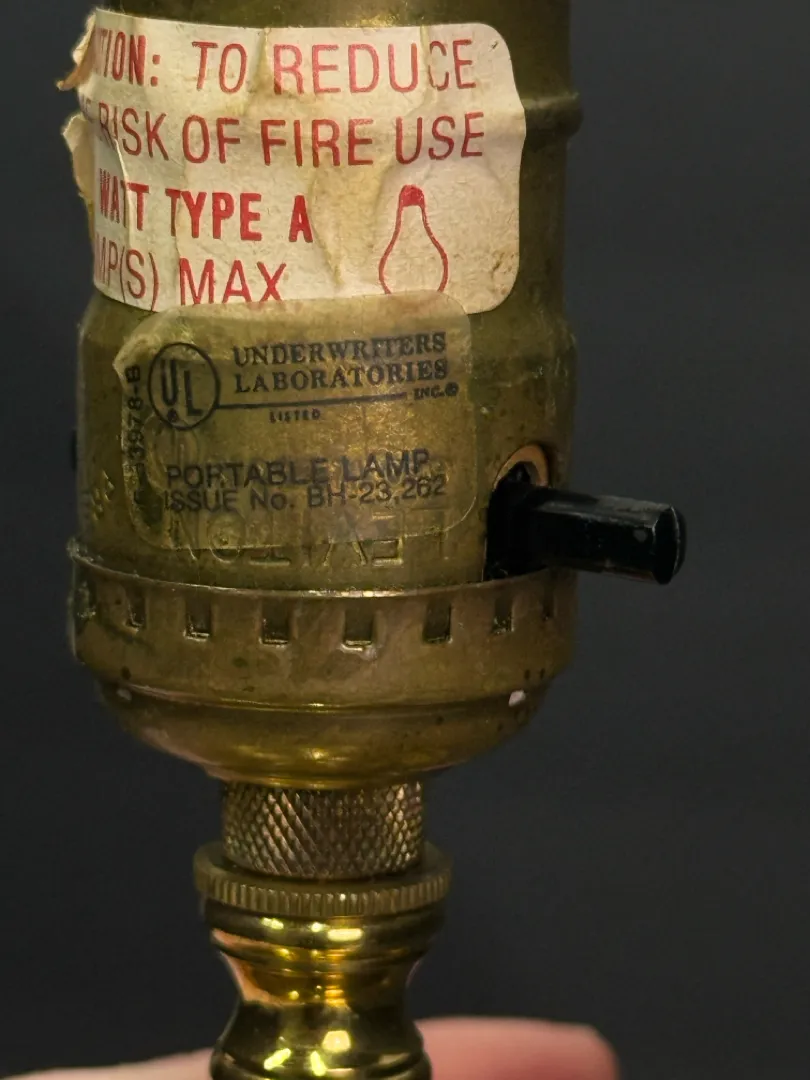 TION: TO REDUCE
RISK OF FIRE USE
WATT TYPE A
MP(S) MAX
UL
®
UNDERWRITERS
LABORATORIES
INC.®
LISTED
PORTABLE LAMP
ISSUE No. BH-23,262
LEVITON